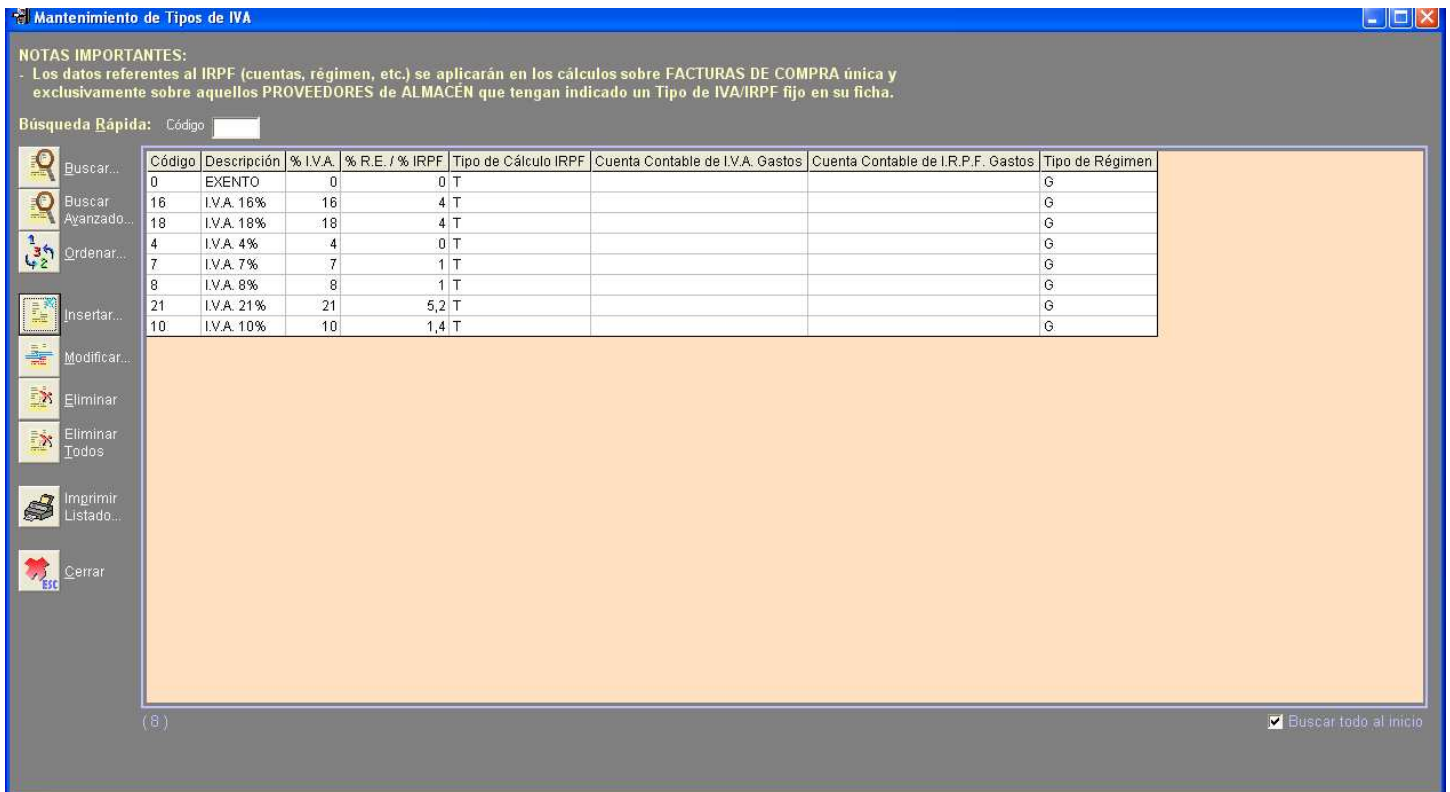 Mantenimiento de Tipos de IVA
NOTAS IMPORTANTES:
- Los datos referentes al IRPF (cuentas, régimen, etc.) se aplicarán en los cálculos sobre FACTURAS DE COMPRA única y
exclusivamente sobre aquellos PROVEEDORES de ALMACÉN que tengan indicado un Tipo de IVA/IRPF fijo en su ficha.
Búsqueda Rápida: Código
Buscar...
Buscar
Avanzado...
Ordenar...
Insertar...
Modificar...
Eliminar
Eliminar
Todos
Imprimir
Listado...
ESC
Cerrar
Código Descripción % I.V.A. % R.E. / % IRPF Tipo de Cálculo IRPF Cuenta Contable de I.V.A. Gastos Cuenta Contable de I.R.P.F. Gastos Tipo de Régimen
0 EXENTO 0 0 T G
16 I.V.A. 16% 16 4 T G
18 I.V.A. 18% 18 4 T G
4 I.V.A. 4% 4 0 T G
7 I.V.A. 7% 7 1 T G
8 I.V.A. 8% 8 1 T G
21 I.V.A. 21% 21 5,2 T G
10 I.V.A. 10% 10 1,4 T G
( 8 )
Buscar todo al inicio